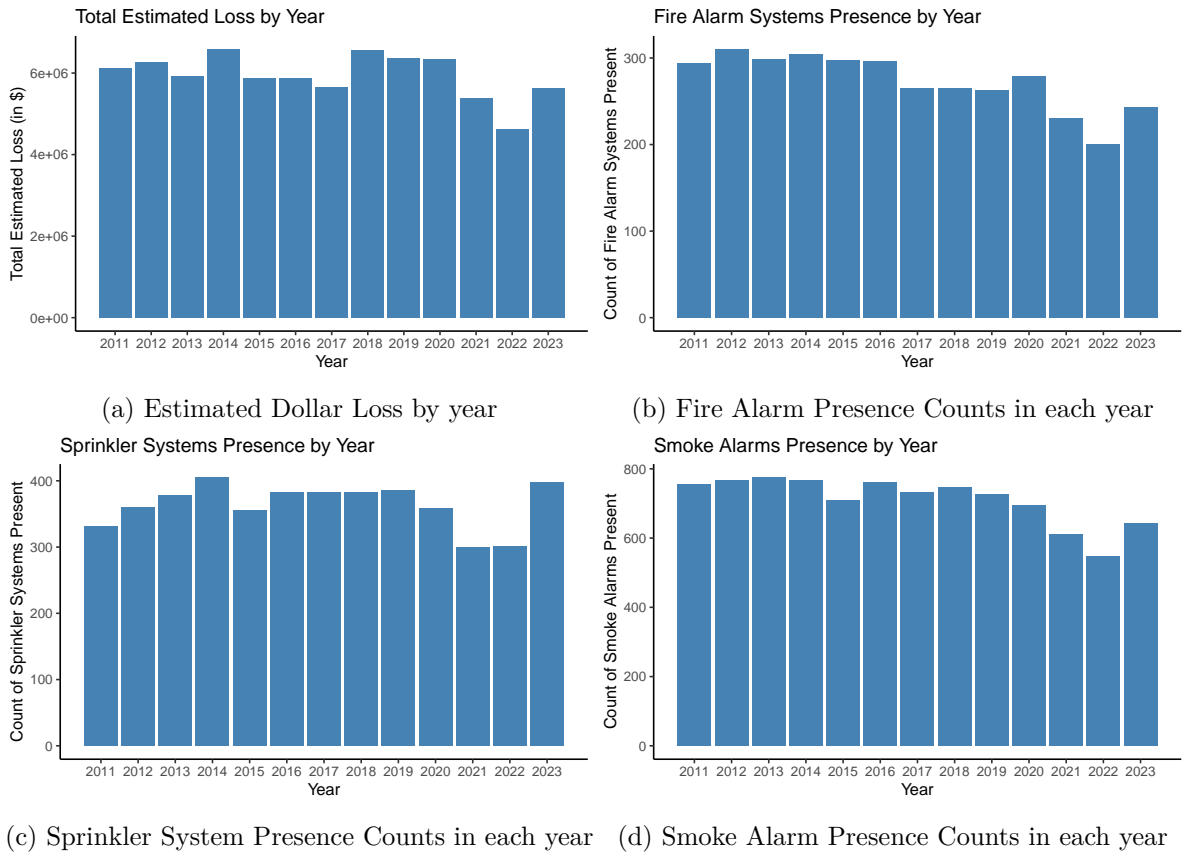 Total Estimated Loss by Year
Total Estimated Loss (in $)
6e+06
4e+06
2e+06
0e+00
2011 2012 2013 2014 2015 2016 2017 2018 2019 2020 2021 2022 2023
Year
(a) Estimated Dollar Loss by year
Fire Alarm Systems Presence by Year
Count of Fire Alarm Systems Present
300
200
100
0
2011 2012 2013 2014 2015 2016 2017 2018 2019 2020 2021 2022 2023
Year
(b) Fire Alarm Presence Counts in each year
Sprinkler Systems Presence by Year
Count of Sprinkler Systems Present
400
300
200
100
0
2011 2012 2013 2014 2015 2016 2017 2018 2019 2020 2021 2022 2023
Year
(c) Sprinkler System Presence Counts in each year
Smoke Alarms Presence by Year
Count of Smoke Alarms Present
800
600
400
200
0
2011 2012 2013 2014 2015 2016 2017 2018 2019 2020 2021 2022 2023
Year
(d) Smoke Alarm Presence Counts in each year